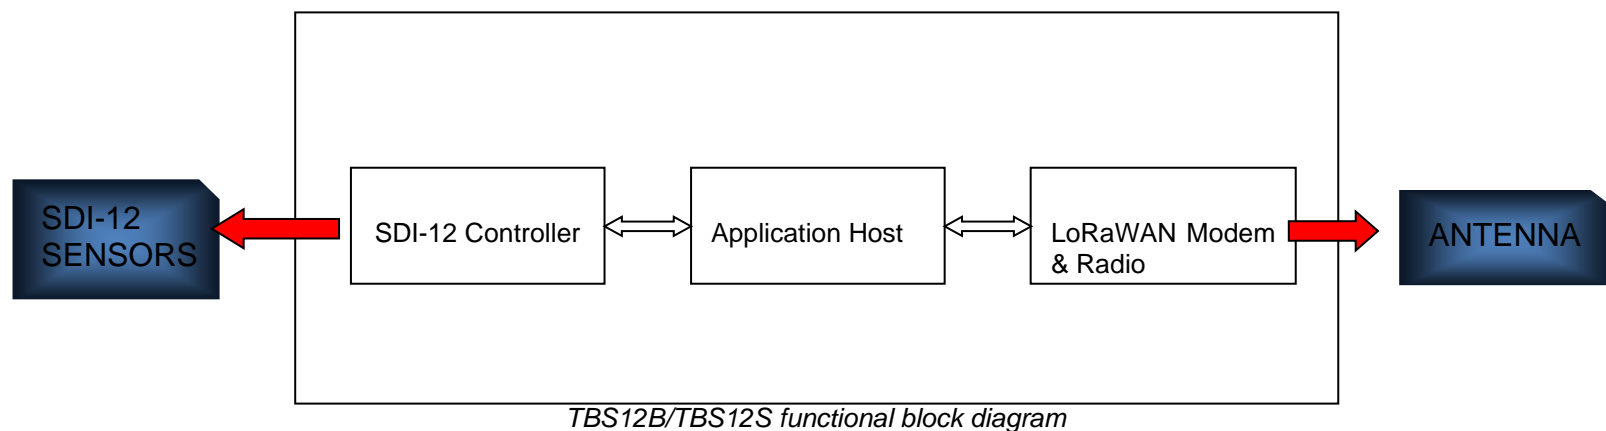 SDI-12
SENSORS
SDI-12 Controller
Application Host
LoRaWAN Modem
& Radio
ANTENNA
TBS12B/TBS12S functional block diagram